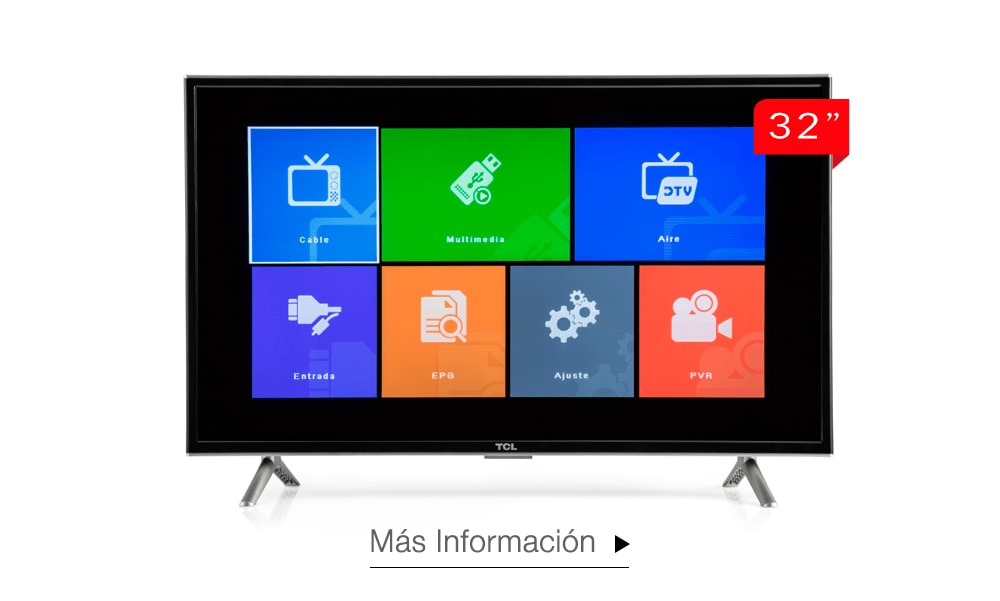 32”
Cable
Multimedia
DTV
Aire
Entrada
EPG
Ajuste
PVR
TCL
Más Información